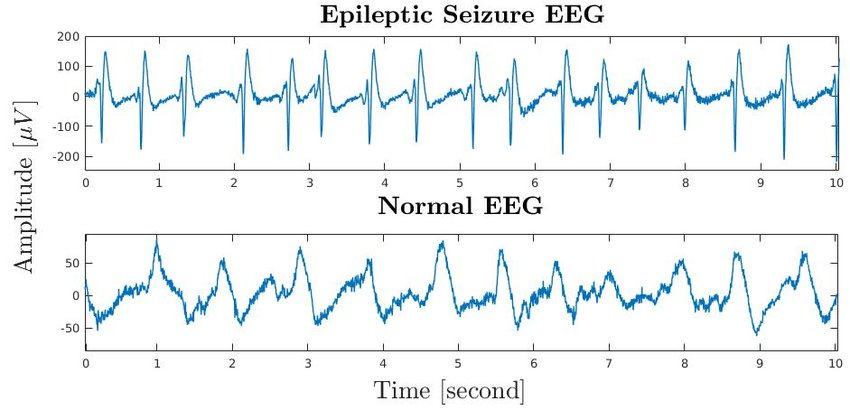 Epileptic Seizure EEG
200
100
0
-100
-200
0 1 2 3 4 5 6 7 8 9 10
Amplitude [μV]
Normal EEG
50
0
-50
0 1 2 3 4 5 6 7 8 9 10
Time [second]